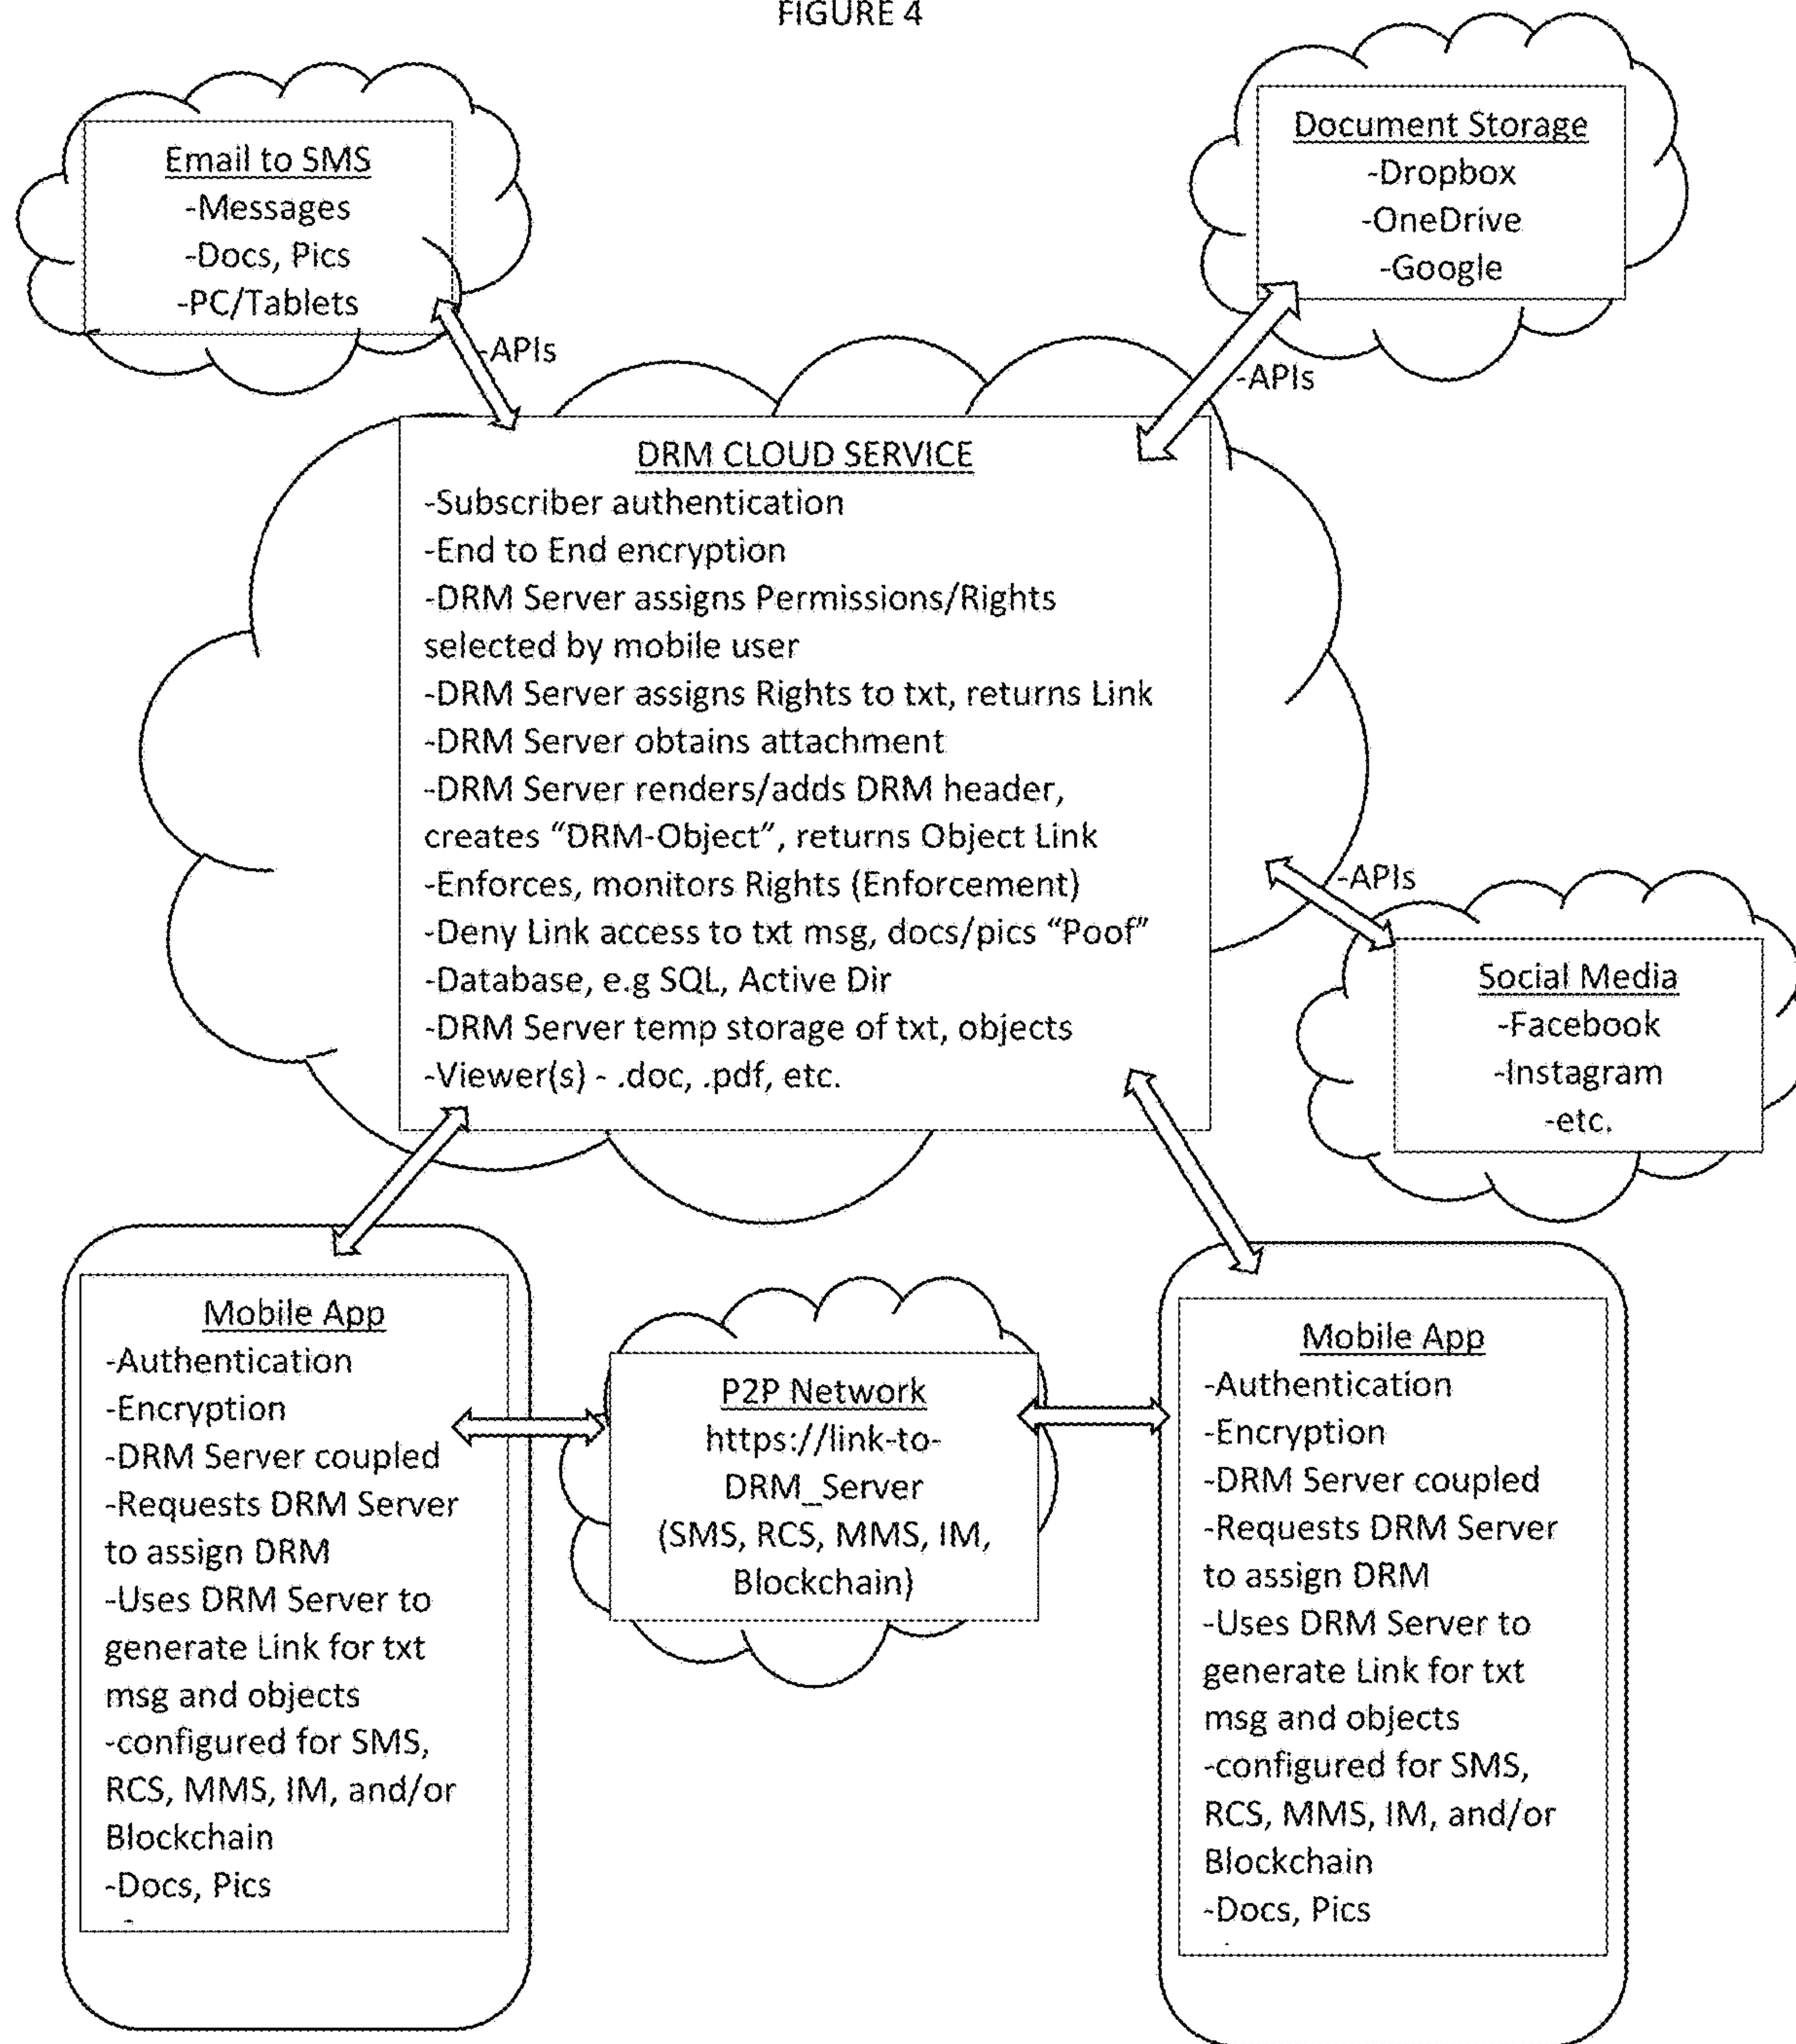 FIGURE 4
Email to SMS
-Messages
-Docs, Pics
-PC/Tablets
-APIs
Document Storage
-Dropbox
-OneDrive
-Google
-APIs
DRM CLOUD SERVICE
-Subscriber authentication
-End to End encryption
-DRM Server assigns Permissions/Rights
selected by mobile user
-DRM Server assigns Rights to txt, returns Link
-DRM Server obtains attachment
-DRM Server renders/adds DRM header,
creates “DRM-Object”, returns Object Link
-Enforces, monitors Rights (Enforcement)
-Deny Link access to txt msg, docs/pics “Poof”
-Database, e.g SQL, Active Dir
-DRM Server temp storage of txt, objects
-Viewer(s) - .doc, .pdf, etc.
-APIs
Social Media
-Facebook
-Instagram
-etc.
Mobile App
-Authentication
-Encryption
-DRM Server coupled
-Requests DRM Server
to assign DRM
-Uses DRM Server to
generate Link for txt
msg and objects
-configured for SMS,
RCS, MMS, IM, and/or
Blockchain
-Docs, Pics
-
P2P Network
https://link-to-
DRM_Server
(SMS, RCS, MMS, IM,
Blockchain)
Mobile App
-Authentication
-Encryption
-DRM Server coupled
-Requests DRM Server
to assign DRM
-Uses DRM Server to
generate Link for txt
msg and objects
-configured for SMS,
RCS, MMS, IM, and/or
Blockchain
-Docs, Pics